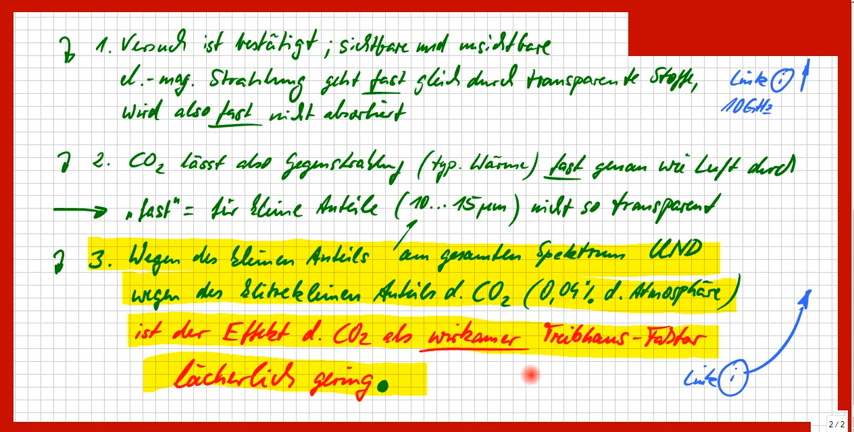 1. Versuch ist bestätigt; sichtbare und unsichtbare
el.-mag. Strahlung geht fast gleich durch transparente Stoffe,
wird also fast nicht absorbiert
Link i
10GHz
2. CO₂ lässt also Gegenstrahlung (typ. Wärme) fast genau wie Luft durch
→ "fast" = für kleine Anteile (10...15µm) nicht so transparent
3. Wegen des kleinen Anteils am gesamten Spektrum UND
wegen des klitzekleinen Anteils d. CO₂ (0,04% d. Atmosphäre)
ist der Effekt d. CO₂ als wirksamer Treibhaus-Faktor
lächerlich gering.
Link i
2/2